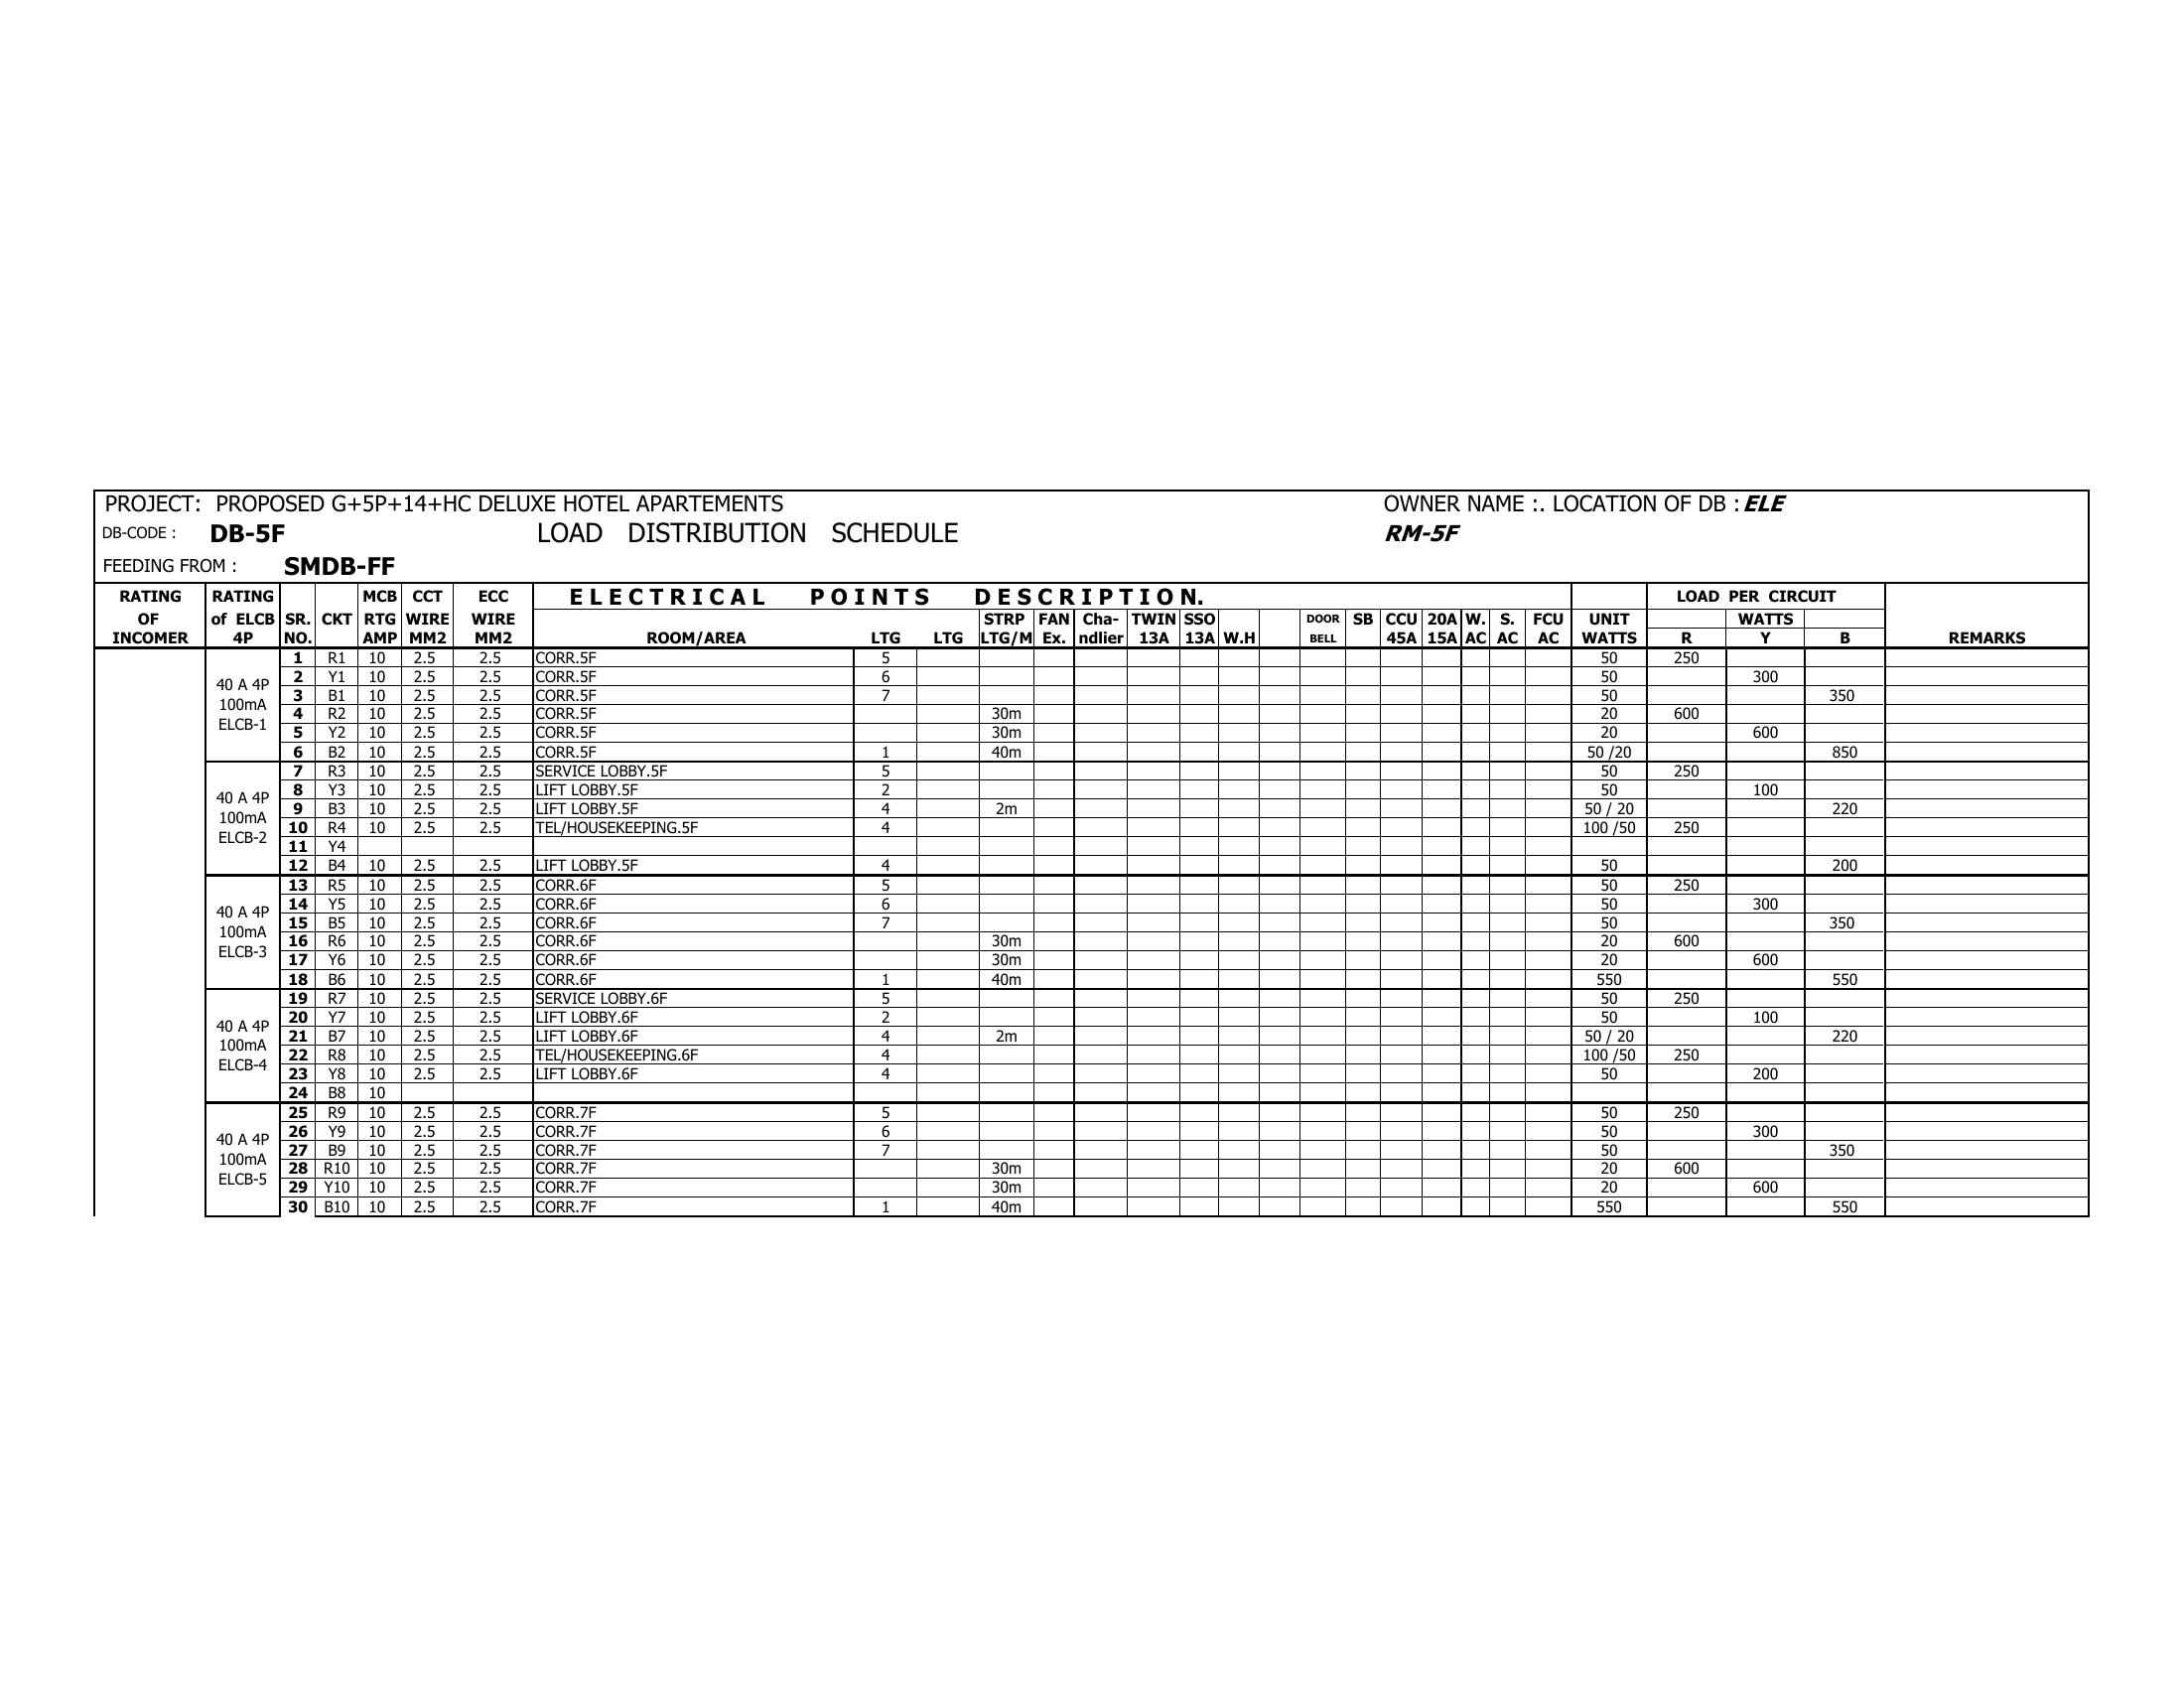 PROJECT: PROPOSED G+5P+14+HC DELUXE HOTEL APARTEMENTS OWNER NAME :. LOCATION OF DB : ELE
DB-CODE : DB-5F LOAD DISTRIBUTION SCHEDULE RM-5F
FEEDING FROM : SMDB-FF
RATING RATING MCB CCT ECC ELECTRICAL POINTS DESCRIPTION. LOAD PER CIRCUIT
OF of ELCB SR. CKT RTG WIRE WIRE STRP FAN Cha- TWIN SSO DOOR SB CCU 20A W. S. FCU UNIT WATTS
INCOMER 4P NO. AMP MM2 MM2 ROOM/AREA LTG LTG LTG/M Ex. ndlier 13A 13A W.H BELL 45A 15A AC AC AC WATTS R Y B REMARKS
40 A 4P
100mA
ELCB-1
1 R1 10 2.5 2.5 CORR.5F 5 50 250
2 Y1 10 2.5 2.5 CORR.5F 6 50 300
3 B1 10 2.5 2.5 CORR.5F 7 50 350
4 R2 10 2.5 2.5 CORR.5F 30m 20 600
5 Y2 10 2.5 2.5 CORR.5F 30m 20 600
6 B2 10 2.5 2.5 CORR.5F 1 40m 50 /20 850
40 A 4P
100mA
ELCB-2
7 R3 10 2.5 2.5 SERVICE LOBBY.5F 5 50 250
8 Y3 10 2.5 2.5 LIFT LOBBY.5F 2 50 100
9 B3 10 2.5 2.5 LIFT LOBBY.5F 4 2m 50 / 20 220
10 R4 10 2.5 2.5 TEL/HOUSEKEEPING.5F 4 100 /50 250
11 Y4
12 B4 10 2.5 2.5 LIFT LOBBY.5F 4 50 200
40 A 4P
100mA
ELCB-3
13 R5 10 2.5 2.5 CORR.6F 5 50 250
14 Y5 10 2.5 2.5 CORR.6F 6 50 300
15 B5 10 2.5 2.5 CORR.6F 7 50 350
16 R6 10 2.5 2.5 CORR.6F 30m 20 600
17 Y6 10 2.5 2.5 CORR.6F 30m 20 600
18 B6 10 2.5 2.5 CORR.6F 1 40m 550 550
40 A 4P
100mA
ELCB-4
19 R7 10 2.5 2.5 SERVICE LOBBY.6F 5 50 250
20 Y7 10 2.5 2.5 LIFT LOBBY.6F 2 50 100
21 B7 10 2.5 2.5 LIFT LOBBY.6F 4 2m 50 / 20 220
22 R8 10 2.5 2.5 TEL/HOUSEKEEPING.6F 4 100 /50 250
23 Y8 10 2.5 2.5 LIFT LOBBY.6F 4 50 200
24 B8 10
40 A 4P
100mA
ELCB-5
25 R9 10 2.5 2.5 CORR.7F 5 50 250
26 Y9 10 2.5 2.5 CORR.7F 6 50 300
27 B9 10 2.5 2.5 CORR.7F 7 50 350
28 R10 10 2.5 2.5 CORR.7F 30m 20 600
29 Y10 10 2.5 2.5 CORR.7F 30m 20 600
30 B10 10 2.5 2.5 CORR.7F 1 40m 550 550